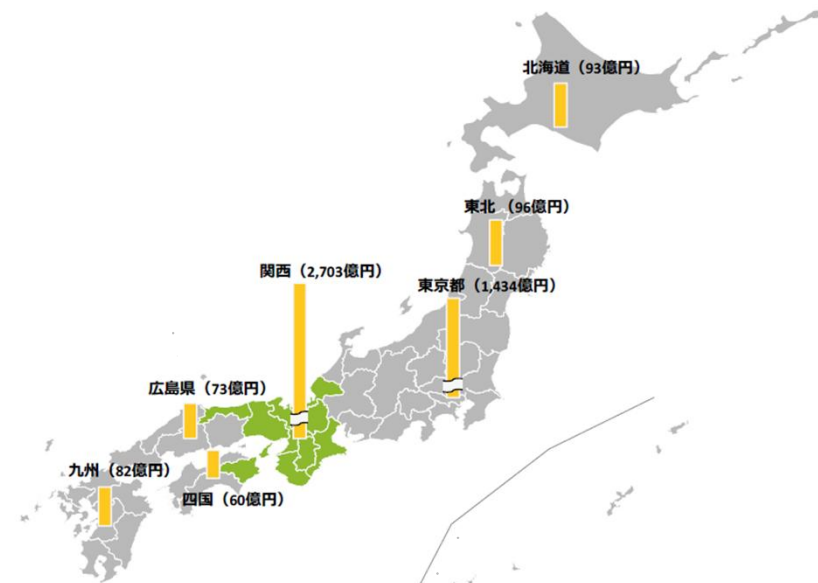 北海道（93億円）
東北 （96億円）
関西（2,703億円）
東京都（1,434億円）
広島県（73億円）
九州（82億円）
四国（60億円）